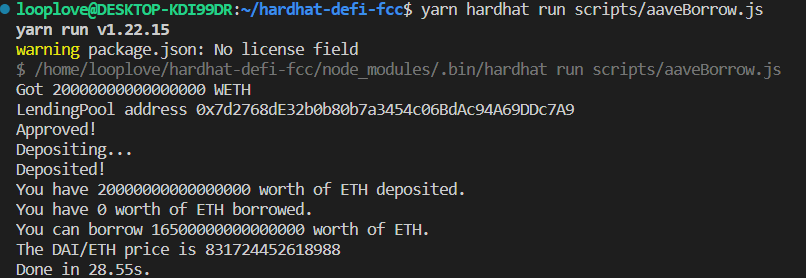 looplove@DESKTOP-KDI99DR:~/hardhat-defi-fcc$ yarn hardhat run scripts/aaveBorrow.js
yarn run v1.22.15
warning package.json: No license field
$ /home/looplove/hardhat-defi-fcc/node_modules/.bin/hardhat run scripts/aaveBorrow.js
Got 20000000000000000 WETH
LendingPool address 0x7d2768dE32b0b80b7a3454c06BdAc94A69DDc7A9
Approved!
Depositing...
Deposited!
You have 20000000000000000 worth of ETH deposited.
You have 0 worth of ETH borrowed.
You can borrow 16500000000000000 worth of ETH.
The DAI/ETH price is 831724452618988
Done in 28.55s.